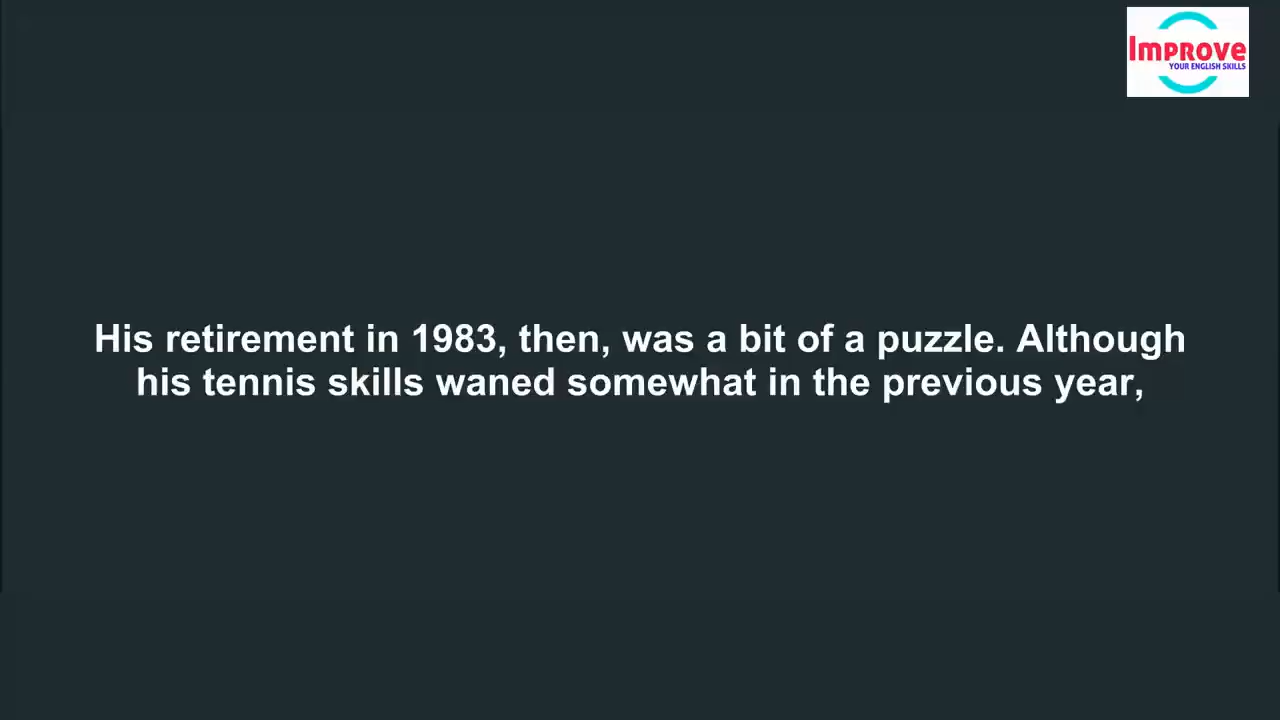 Improve
YOUR ENGLISH SKILLS
His retirement in 1983, then, was a bit of a puzzle. Although
his tennis skills waned somewhat in the previous year,